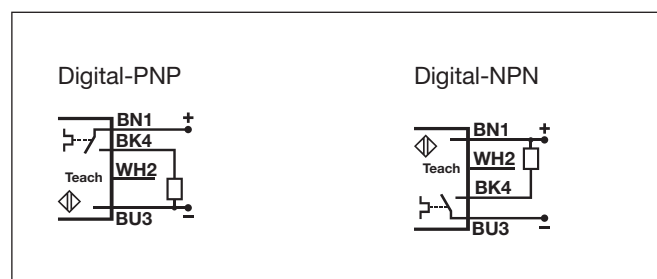 Digital-PNP
BN1
+
BK4
WH2
Teach
BU3
–
Digital-NPN
BN1
+
WH2
Teach
BK4
BU3
–